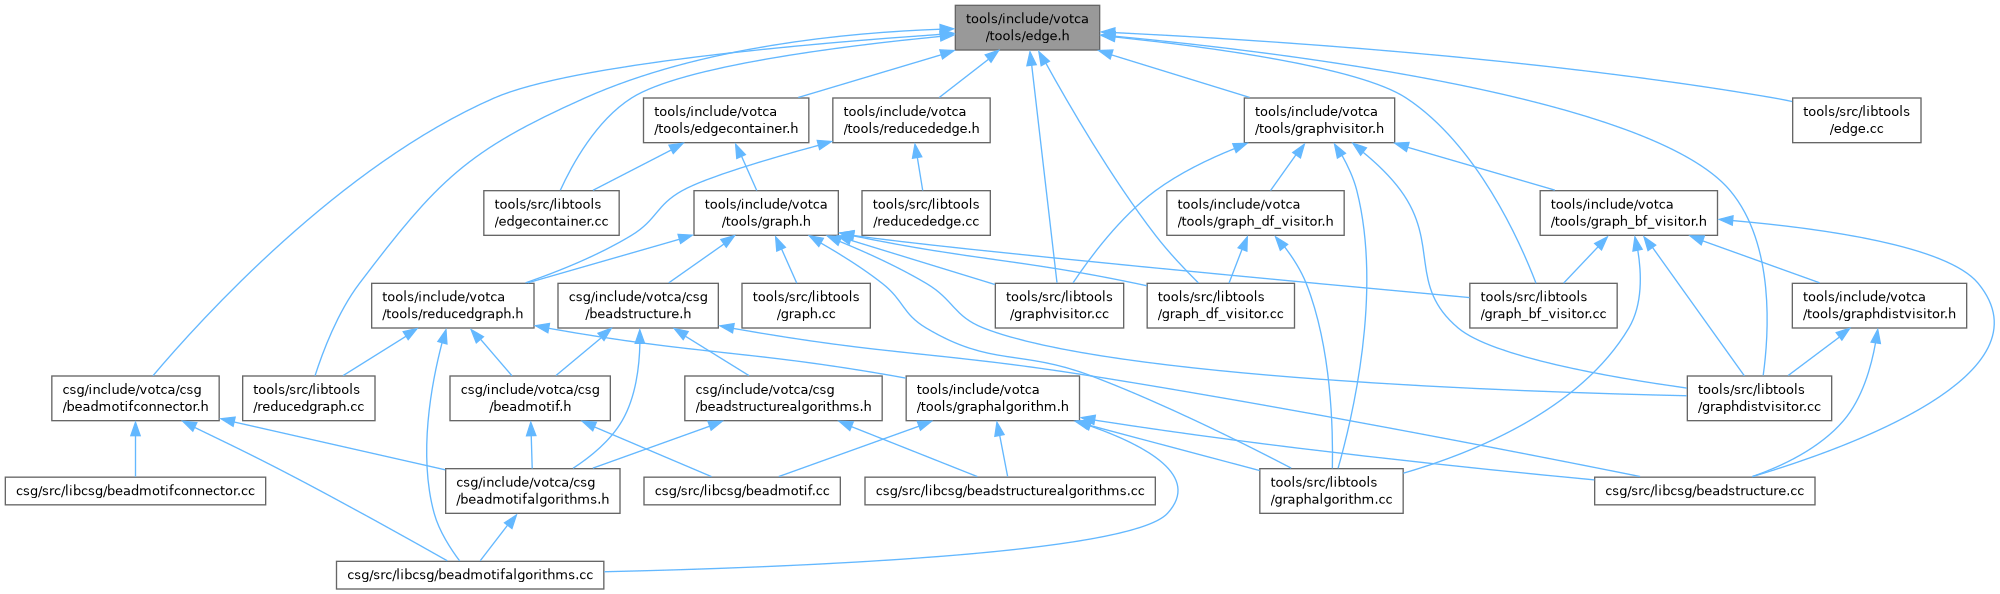 tools/include/votca
/tools/edge.h
tools/include/votca
/tools/edgecontainer.h
tools/include/votca
/tools/reducededge.h
tools/include/votca
/tools/graphvisitor.h
tools/src/libtools
/edge.cc
tools/src/libtools
/edgecontainer.cc
tools/include/votca
/tools/graph.h
tools/src/libtools
/reducededge.cc
tools/include/votca
/tools/graph_df_visitor.h
tools/include/votca
/tools/graph_bf_visitor.h
tools/include/votca
/tools/reducedgraph.h
csg/include/votca/csg
/beadstructure.h
tools/src/libtools
/graph.cc
tools/src/libtools
/graphvisitor.cc
tools/src/libtools
/graph_df_visitor.cc
tools/src/libtools
/graph_bf_visitor.cc
tools/include/votca
/tools/graphdistvisitor.h
csg/include/votca/csg
/beadmotifconnector.h
tools/src/libtools
/reducedgraph.cc
csg/include/votca/csg
/beadmotif.h
csg/include/votca/csg
/beadstructurealgorithms.h
tools/include/votca
/tools/graphalgorithm.h
tools/src/libtools
/graphdistvisitor.cc
csg/src/libcsg/beadmotifconnector.cc
csg/include/votca/csg
/beadmotifalgorithms.h
csg/src/libcsg/beadmotif.cc
csg/src/libcsg/beadstructurealgorithms.cc
tools/src/libtools
/graphalgorithm.cc
csg/src/libcsg/beadstructure.cc
csg/src/libcsg/beadmotifalgorithms.cc